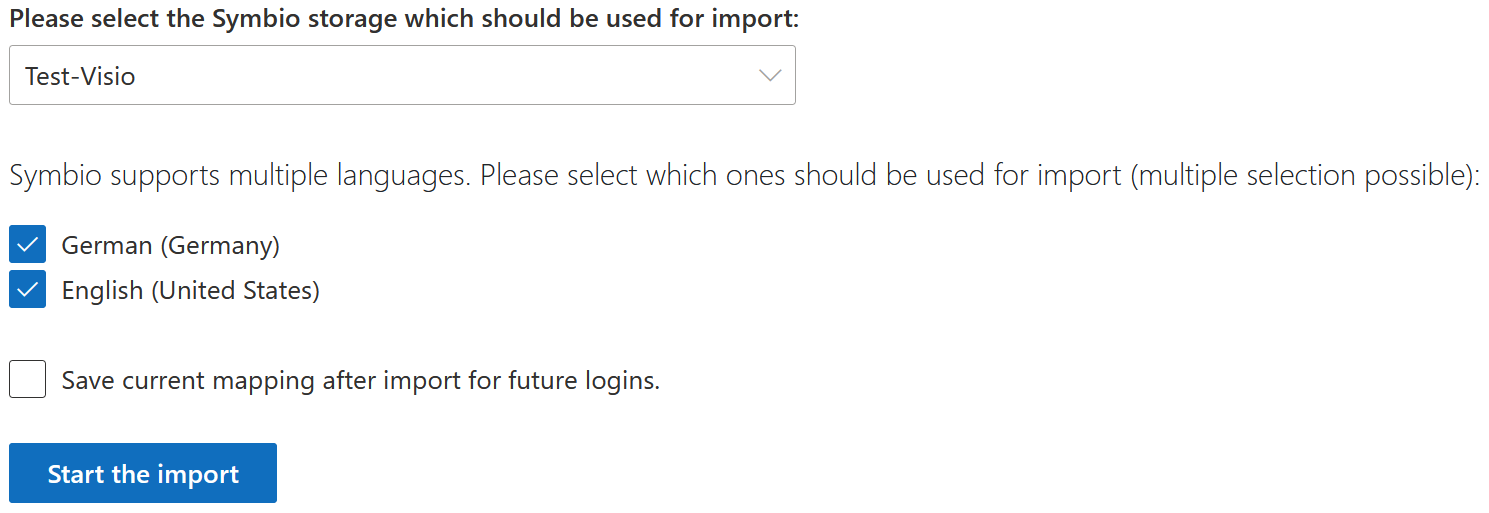 Please select the Symbio storage which should be used for import:
Test-Visio
Symbio supports multiple languages. Please select which ones should be used for import (multiple selection possible):
German (Germany)
English (United States)
Save current mapping after import for future logins.
Start the import